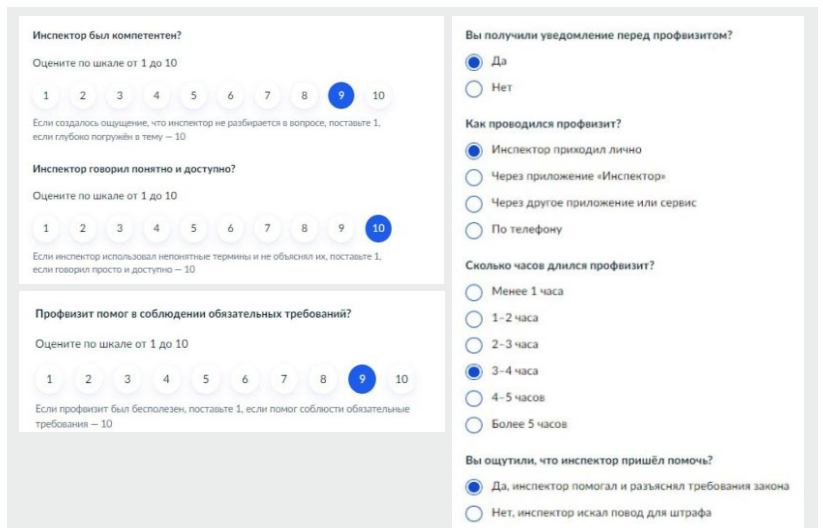 Инспектор был компетентен?
Оцените по шкале от 1 до 10
1 2 3 4 5 6 7 8 9 10
Если создалось ощущение, что инспектор не разбирается в вопросе, поставьте 1,
если глубоко погружён в тему — 10
Инспектор говорил понятно и доступно?
Оцените по шкале от 1 до 10
1 2 3 4 5 6 7 8 9 10
Если инспектор использовал непонятные термины и не объяснял их, поставьте 1,
если говорил просто и доступно — 10
Профвизит помог в соблюдении обязательных требований?
Оцените по шкале от 1 до 10
1 2 3 4 5 6 7 8 9 10
Если профвизит был бесполезен, поставьте 1, если помог соблюсти обязательные
требования — 10
Вы получили уведомление перед профвизитом?
Да
Нет
Как проводился профвизит?
Инспектор приходил лично
Через приложение «Инспектор»
Через другое приложение или сервис
По телефону
Сколько часов длился профвизит?
Менее 1 часа
1–2 часа
2–3 часа
3–4 часа
4–5 часов
Более 5 часов
Вы ощутили, что инспектор пришёл помочь?
Да, инспектор помогал и разъяснял требования закона
Нет, инспектор искал повод для штрафа